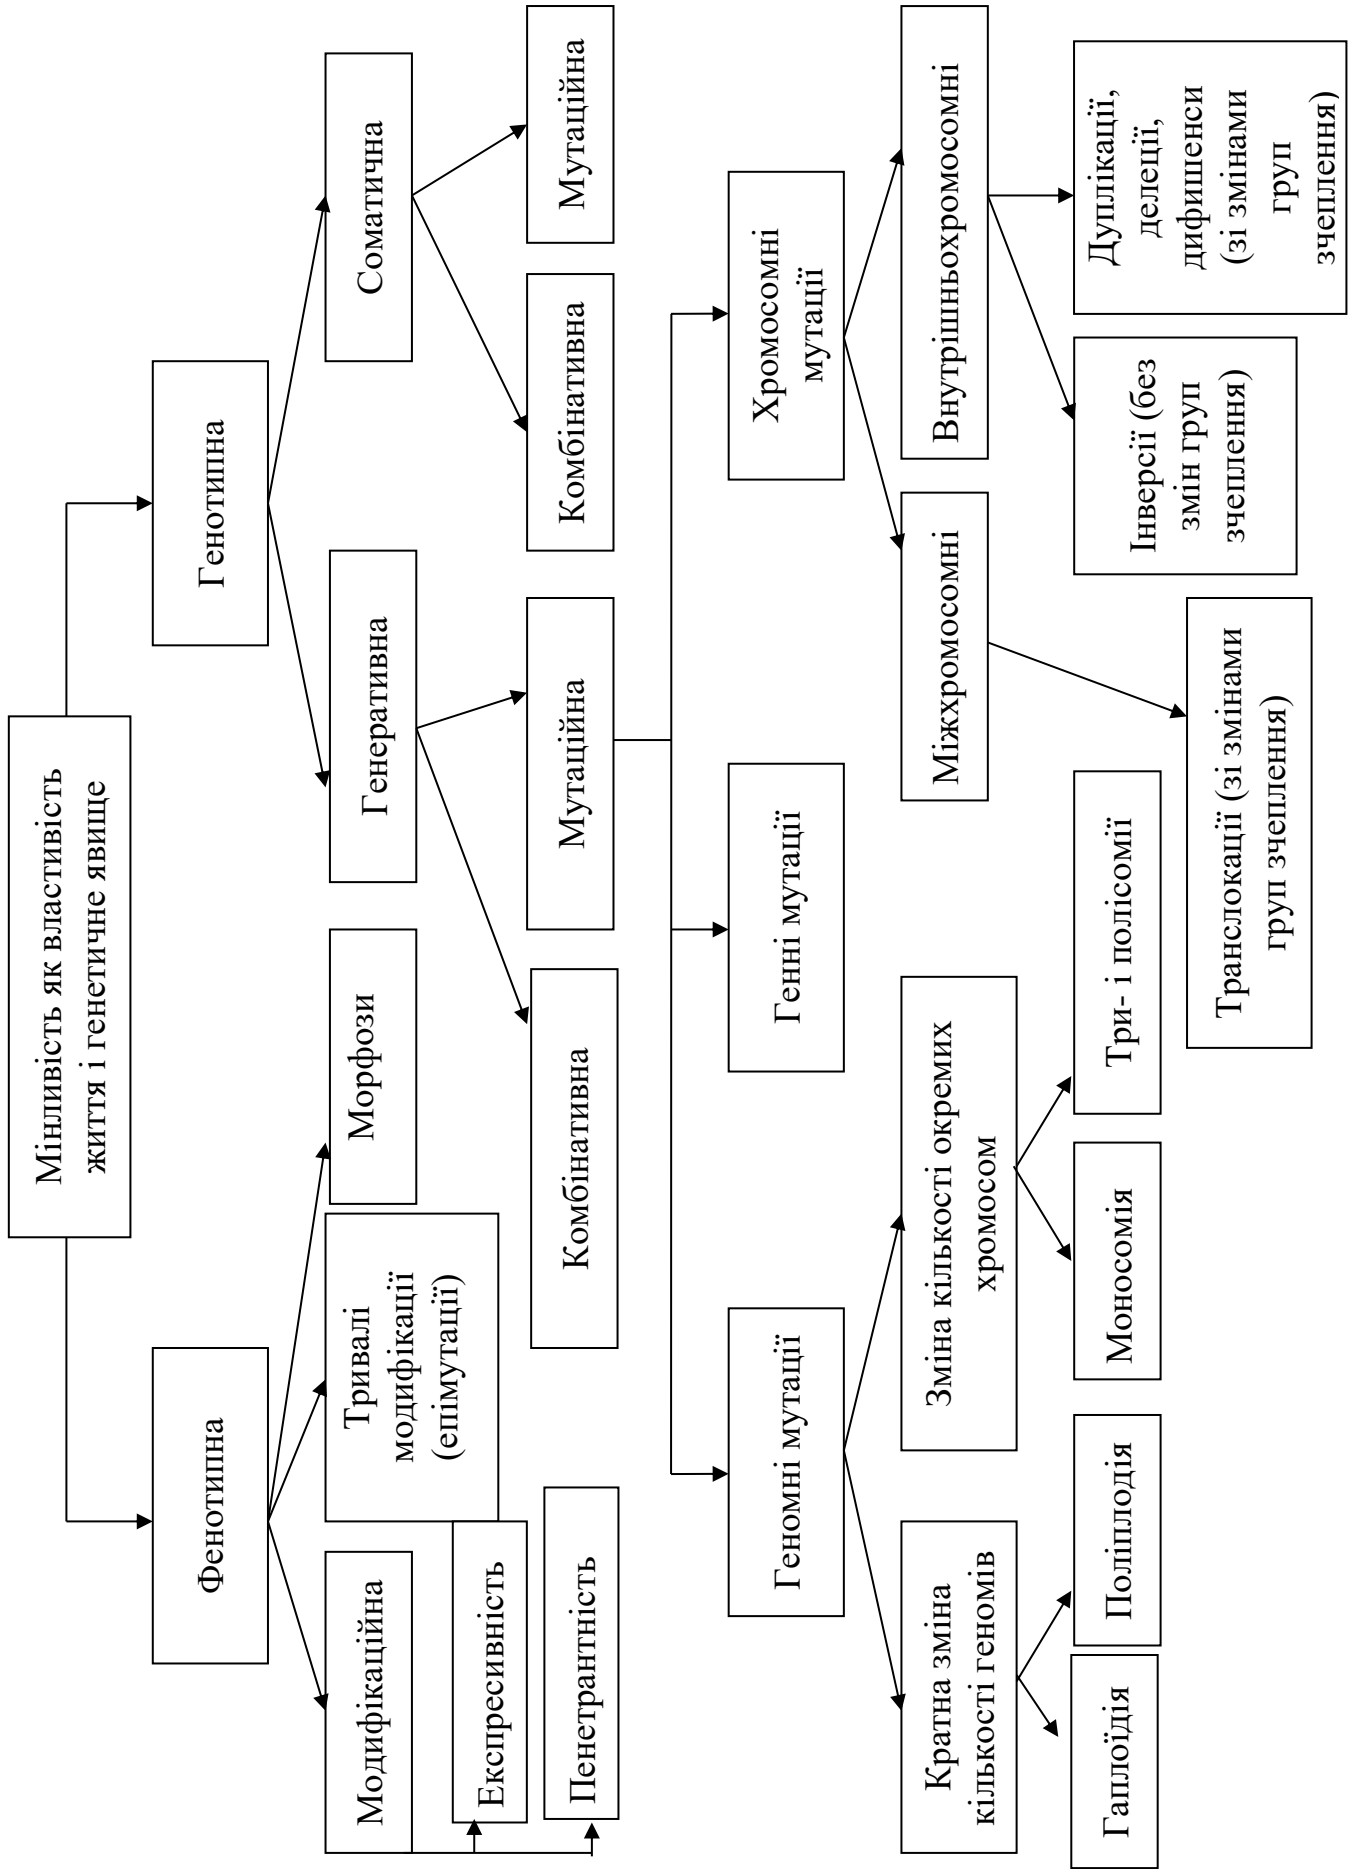 Мінливість як властивість
життя і генетичне явище
Фенотипна
Генотипна
Модифікаційна
Тривалі
модифікації
(епімутації)
Морфози
Генеративна
Соматична
Експресивність
Пенетрантність
Комбінативна
Мутаційна
Комбінативна
Мутаційна
Геномні мутації
Генні мутації
Хромосомні
мутації
Кратна зміна
кількості геномів
Зміна кількості окремих
хромосом
Міжхромосомні
Внутрішньохромосомні
Гаплоїдія
Поліплодія
Моносомія
Три- і полісомії
Транслокації (зі змінами
груп зчеплення)
Інверсії (без
змін груп
зчеплення)
Дуплікації,
делеції,
дифишенси
(зі змінами
груп
зчеплення)